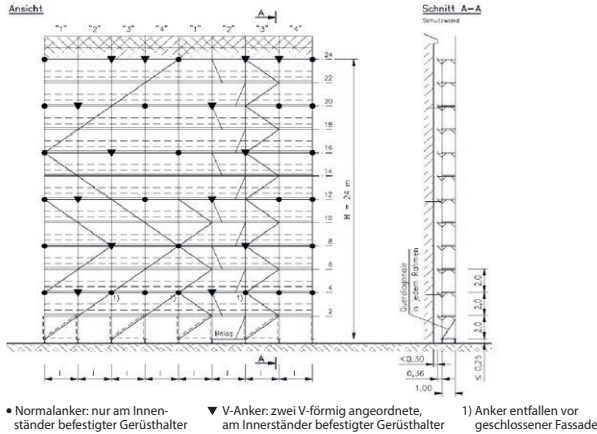 Ansicht
A
"1" "2" "3" "4" "1" "2" "3" "4"
24
22
20
18
16
14
12
10
8
6
4
2
H = 24 m
1) 1) 1)
Belag
A
l l l l l l l l
Schnitt A-A
Schutzwand
Querdiagonale
in jedem Rahmen
2,0
2,0
2,0
≤ 0,25
<0,30
0,36
1,00
• Normalanker: nur am Innen-
ständer befestigter Gerüsthalter
▼ V-Anker: zwei V-förmig angeordnete,
am Innerständer befestigter Gerüsthalter
1) Anker entfallen vor
geschlossener Fassade